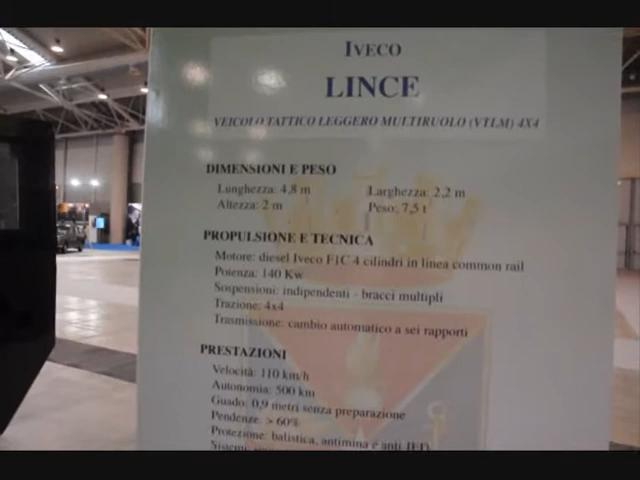 IVECO
LINCE
VEICOLO TATTICO LEGGERO MULTIRUOLO (VTLM) 4X4
DIMENSIONI E PESO
Lunghezza: 4,8 m Larghezza: 2,2 m
Altezza: 2 m Peso: 7,5 t
PROPULSIONE E TECNICA
Motore: diesel Iveco F1C 4 cilindri in linea common rail
Potenza: 140 Kw
Sospensioni: indipendenti - bracci multipli
Trazione: 4x4
Trasmissione: cambio automatico a sei rapporti
PRESTAZIONI
Velocità: 110 km/h
Autonomia: 500 km
Guado: 0,9 metri senza preparazione
Pendenze: > 60%
Protezione: balistica, antimina e anti IED